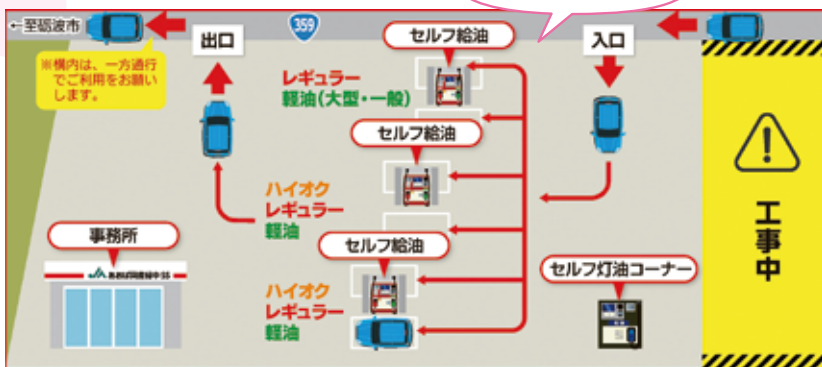 ←至砺波市
出口
359
セルフ給油
入口
※構内は、一方通行
でご利用をお願い
します。
レギュラー
軽油(大型・一般)
セルフ給油
ハイオク
レギュラー
軽油
事務所
セルフ給油
セルフ灯油コーナー
JA
ハイオク
レギュラー
軽油
工事中